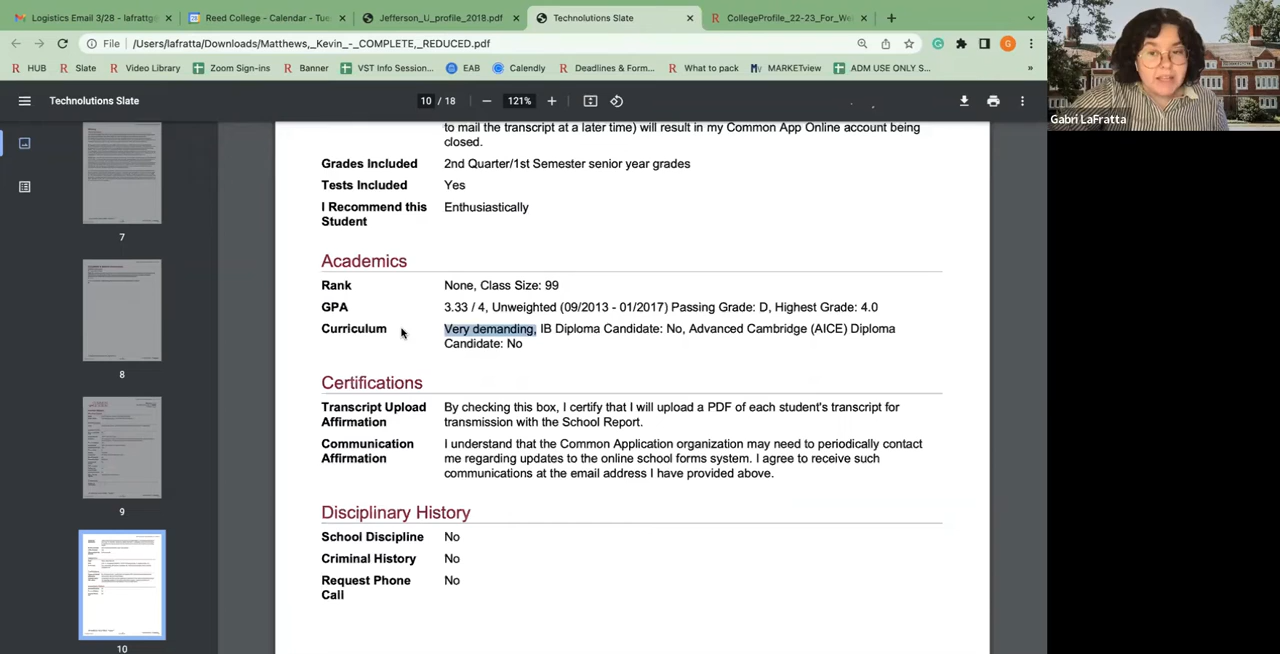 Logistics Email 3/28 - lafrattg
Reed College - Calendar - Tue
Jefferson_U_profile_2018.pdf
Technolutions Slate
CollegeProfile_22-23_For_We
File
/Users/lafratta/Downloads/Matthews,_Kevin_-_COMPLETE,_REDUCED.pdf
G
HUB
Slate
Video Library
Zoom Sign-ins
Banner
VST Info Session...
EAB
Calendly
Deadlines & Form...
What to pack
MARKETview
ADM USE ONLY S...
»
Technolutions Slate
10 / 18
121%
Gabri LaFratta
to mail the transcript at a later time) will result in my Common App Online account being
closed.
Grades Included 2nd Quarter/1st Semester senior year grades
Tests Included Yes
I Recommend this Enthusiastically
Student
Academics
Rank None, Class Size: 99
GPA 3.33 / 4, Unweighted (09/2013 - 01/2017) Passing Grade: D, Highest Grade: 4.0
Curriculum Very demanding, IB Diploma Candidate: No, Advanced Cambridge (AICE) Diploma
Candidate: No
Certifications
Transcript Upload By checking this box, I certify that I will upload a PDF of each student's transcript for
Affirmation transmission with the School Report.
Communication I understand that the Common Application organization may need to periodically contact
Affirmation me regarding updates to the online school forms system. I agree to receive such
communications at the email address I have provided above.
Disciplinary History
School Discipline No
Criminal History No
Request Phone No
Call
7
8
9
10